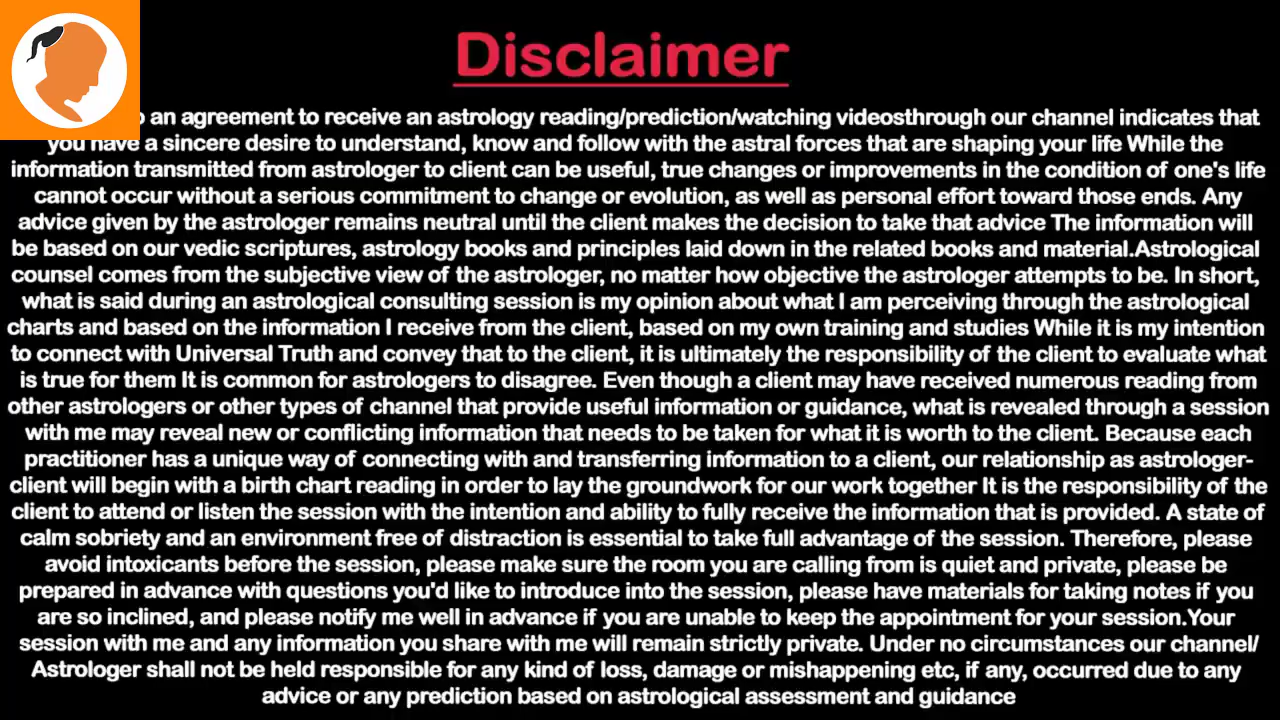 Disclaimer
an agreement to receive an astrology reading/prediction/watching videosthrough our channel indicates that
you have a sincere desire to understand, know and follow with the astral forces that are shaping your life While the
information transmitted from astrologer to client can be useful, true changes or improvements in the condition of one's life
cannot occur without a serious commitment to change or evolution, as well as personal effort toward those ends. Any
advice given by the astrologer remains neutral until the client makes the decision to take that advice The information will
be based on our vedic scriptures, astrology books and principles laid down in the related books and material.Astrological
counsel comes from the subjective view of the astrologer, no matter how objective the astrologer attempts to be. In short,
what is said during an astrological consulting session is my opinion about what I am perceiving through the astrological
charts and based on the information I receive from the client, based on my own training and studies While it is my intention
to connect with Universal Truth and convey that to the client, it is ultimately the responsibility of the client to evaluate what
is true for them It is common for astrologers to disagree. Even though a client may have received numerous reading from
other astrologers or other types of channel that provide useful information or guidance, what is revealed through a session
with me may reveal new or conflicting information that needs to be taken for what it is worth to the client. Because each
practitioner has a unique way of connecting with and transferring information to a client, our relationship as astrologer-
client will begin with a birth chart reading in order to lay the groundwork for our work together It is the responsibility of the
client to attend or listen the session with the intention and ability to fully receive the information that is provided. A state of
calm sobriety and an environment free of distraction is essential to take full advantage of the session. Therefore, please
avoid intoxicants before the session, please make sure the room you are calling from is quiet and private, please be
prepared in advance with questions you'd like to introduce into the session, please have materials for taking notes if you
are so inclined, and please notify me well in advance if you are unable to keep the appointment for your session.Your
session with me and any information you share with me will remain strictly private. Under no circumstances our channel/
Astrologer shall not be held responsible for any kind of loss, damage or mishappening etc, if any, occurred due to any
advice or any prediction based on astrological assessment and guidance